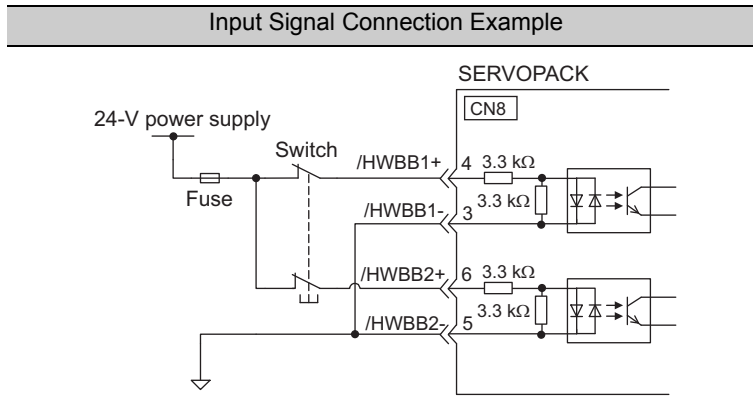 Input Signal Connection Example
SERVOPACK
CN8
24-V power supply
Switch
Fuse
/HWBB1+ 4 3.3 kΩ
3.3 kΩ
/HWBB1- 3
/HWBB2+ 6 3.3 kΩ
3.3 kΩ
/HWBB2- 5